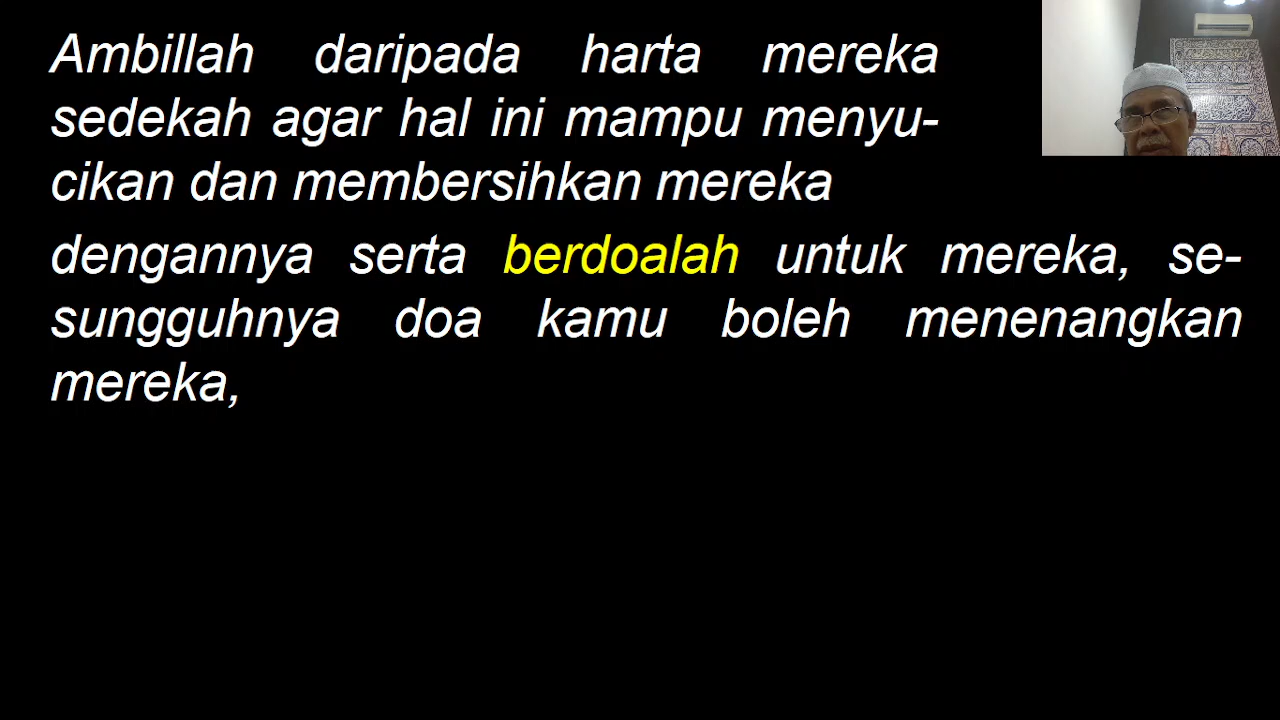 Ambillah daripada harta mereka
sedekah agar hal ini mampu menyu-
cikan dan membersihkan mereka
dengannya serta berdoalah untuk mereka, se-
sungguhnya doa kamu boleh menenangkan
mereka,